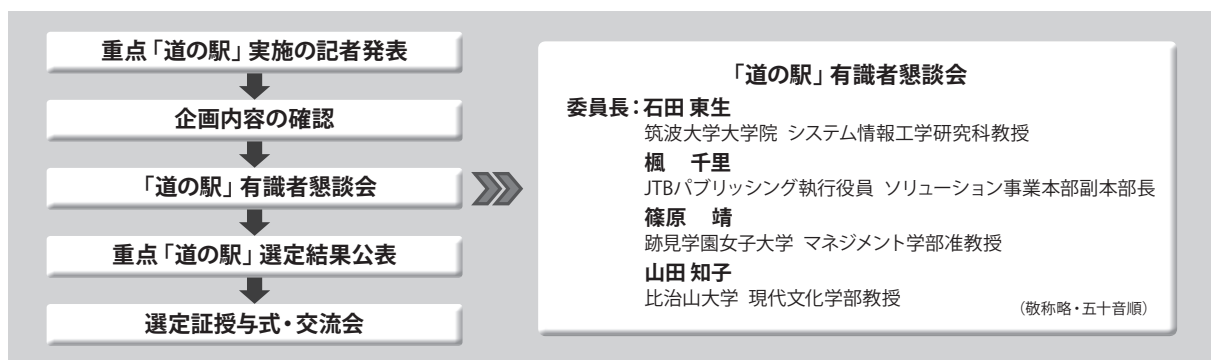 重点「道の駅」実施の記者発表
企画内容の確認
「道の駅」有識者懇談会
重点「道の駅」選定結果公表
選定証授与式・交流会
「道の駅」有識者懇談会
委員長：石田 東生
筑波大学大学院 システム情報工学研究科教授
楓　千里
JTBパブリッシング執行役員 ソリューション事業本部副本部長
篠原　靖
跡見学園女子大学 マネジメント学部准教授
山田 知子
比治山大学 現代文化学部教授
（敬称略・五十音順）